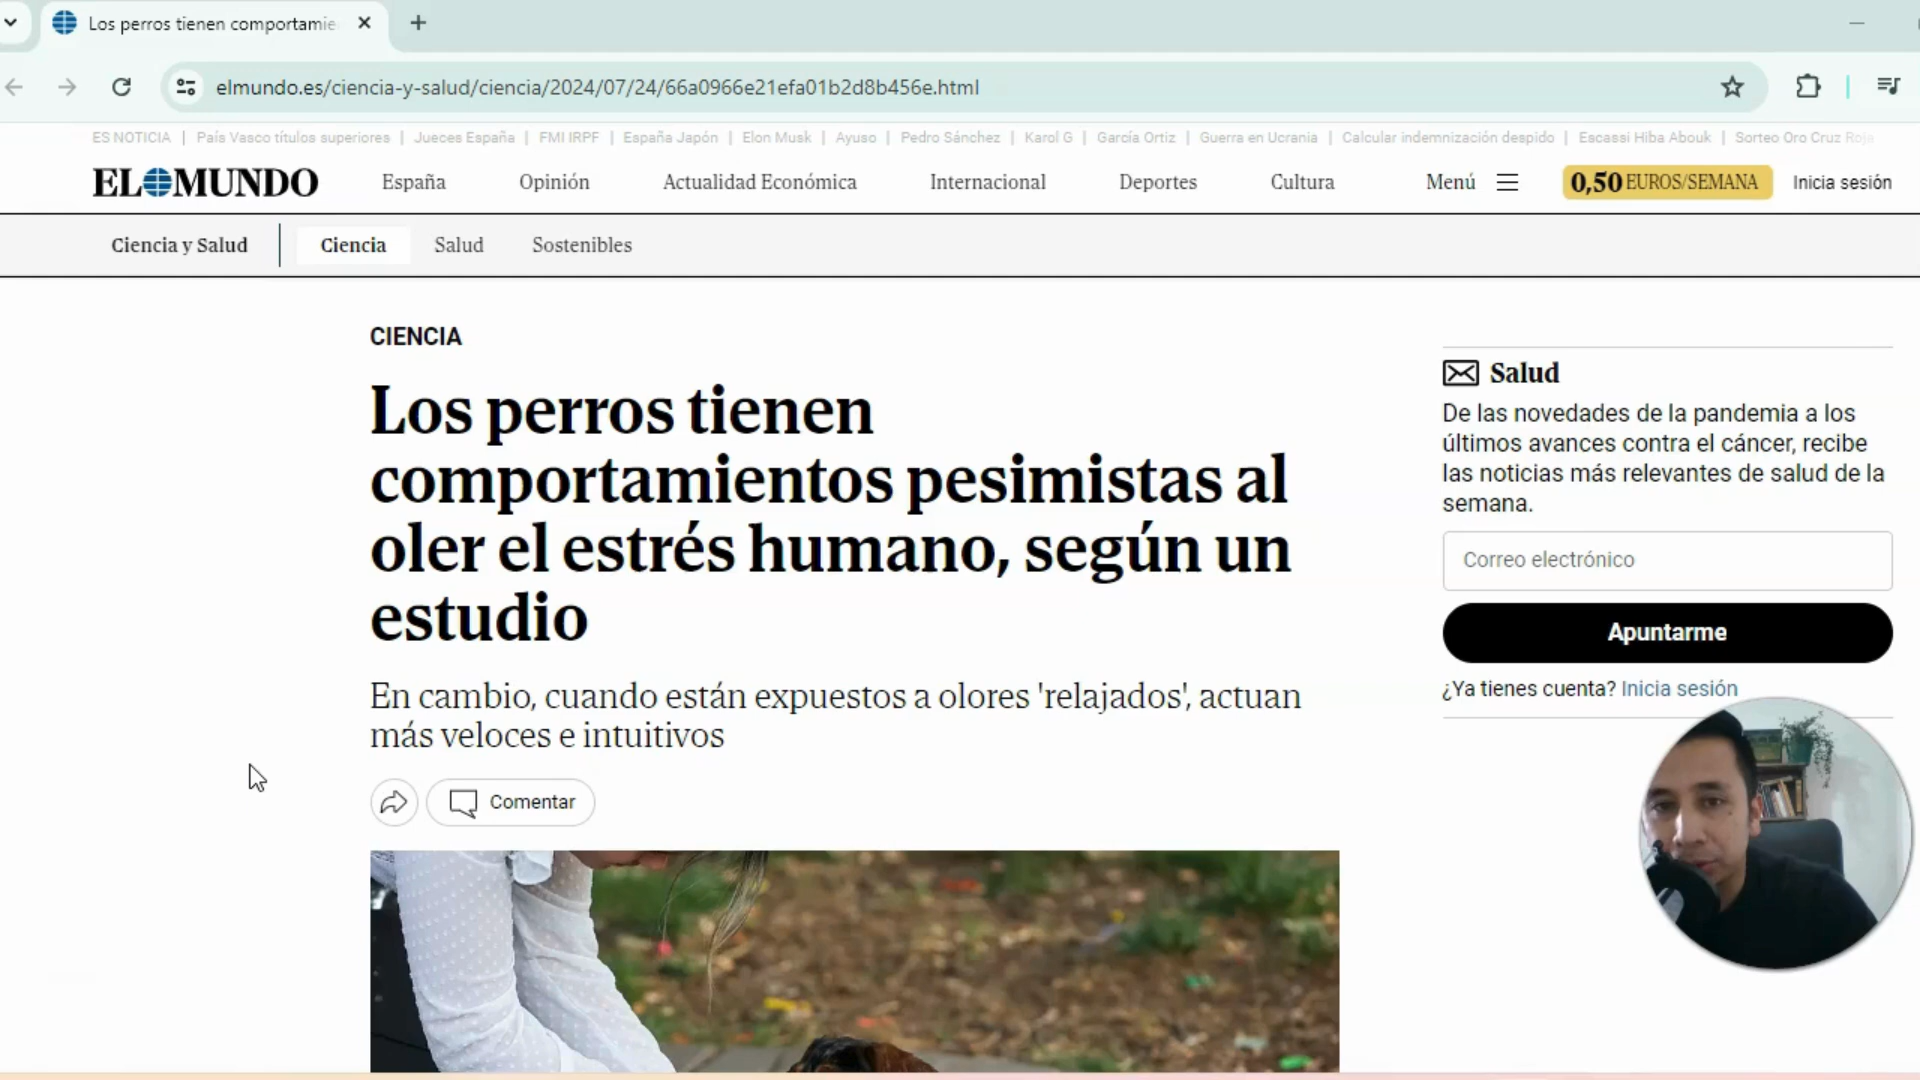 Los perros tienen comportamie
elmundo.es/ciencia-y-salud/ciencia/2024/07/24/66a0966e21efa01b2d8b456e.html
ES NOTICIA | País Vasco títulos superiores | Jueces España | FMI IRPF | España Japón | Elon Musk | Ayuso | Pedro Sánchez | Karol G | García Ortiz | Guerra en Ucrania | Calcular indemnización despido | Escassi Hiba Abouk | Sorteo Oro Cruz Roja
EL MUNDO España Opinión Actualidad Económica Internacional Deportes Cultura Menú 0,50 EUROS/SEMANA Inicia sesión
Ciencia y Salud Ciencia Salud Sostenibles
CIENCIA
Los perros tienen
comportamientos pesimistas al
oler el estrés humano, según un
estudio
En cambio, cuando están expuestos a olores 'relajados', actuan
más veloces e intuitivos
Comentar
Salud
De las novedades de la pandemia a los
últimos avances contra el cáncer, recibe
las noticias más relevantes de salud de la
semana.
Correo electrónico
Apuntarme
¿Ya tienes cuenta? Inicia sesión